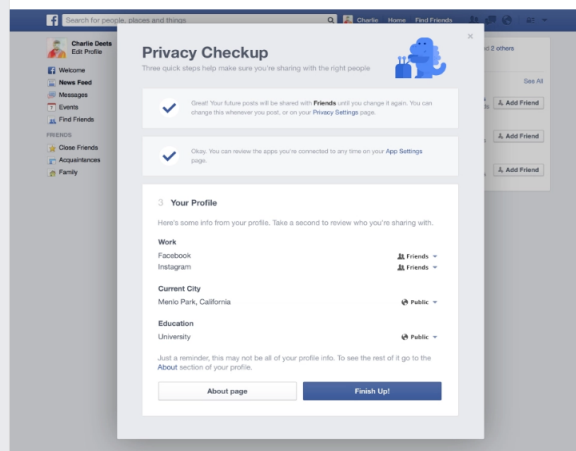 Search for people, places and things
Charlie Home Find Friends
Charlie Deets
Edit Profile
Welcome
News Feed
Messages
Events
Find Friends
FRIENDS
Close Friends
Acquaintances
Family
Privacy Checkup
Three quick steps help make sure you're sharing with the right people
×
2 others
See All
Add Friend
Add Friend
Add Friend
Great! Your future posts will be shared with Friends until you change it again. You can
change this whenever you post, or on your Privacy Settings page.
Okay. You can review the apps you're connected to any time on your App Settings
page.
3 Your Profile
Here's some info from your profile. Take a second to review who you're sharing with.
Work
Facebook Friends
Instagram Friends
Current City
Menlo Park, California Public
Education
University Public
Just a reminder, this may not be all of your profile info. To see the rest of it go to the
About section of your profile.
About page Finish Up!